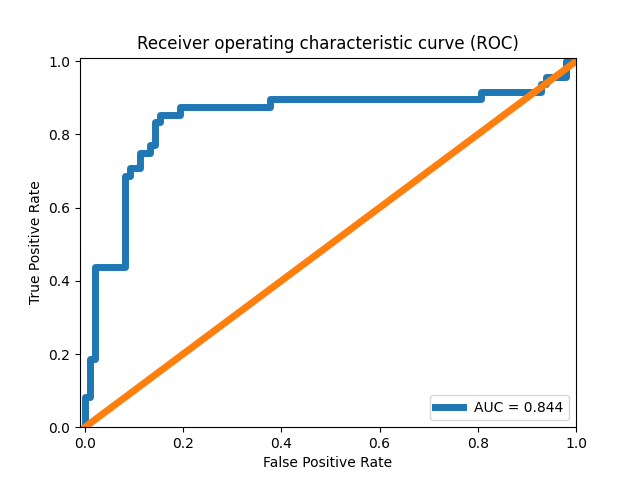 Receiver operating characteristic curve (ROC)
1.0
0.8
0.6
0.4
0.2
0.0
True Positive Rate
AUC = 0.844
0.0 0.2 0.4 0.6 0.8 1.0
False Positive Rate